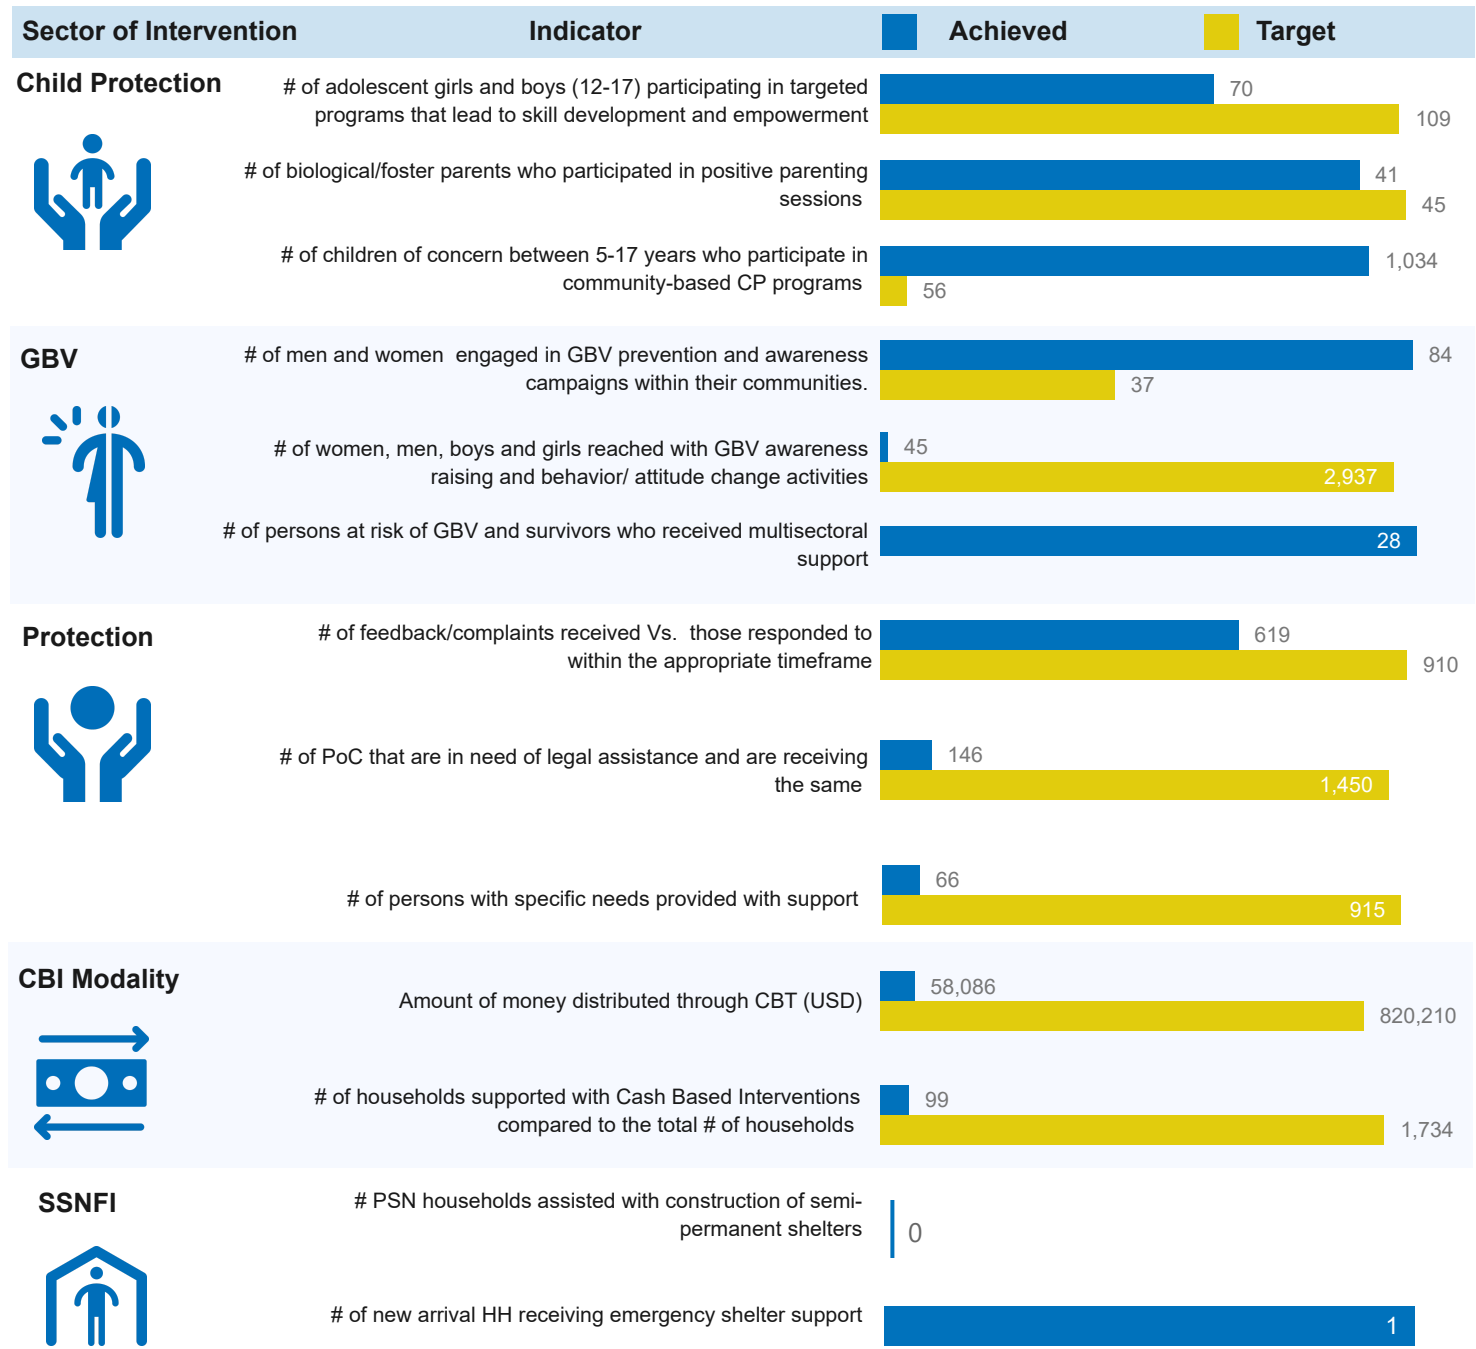 Sector of Intervention Indicator Achieved Target
Child Protection
# of adolescent girls and boys (12-17) participating in targeted
programs that lead to skill development and empowerment
70
109
# of biological/foster parents who participated in positive parenting
sessions
41
45
# of children of concern between 5-17 years who participate in
community-based CP programs
1,034
56
GBV
# of men and women engaged in GBV prevention and awareness
campaigns within their communities.
84
37
# of women, men, boys and girls reached with GBV awareness
raising and behavior/ attitude change activities
45
2,937
# of persons at risk of GBV and survivors who received multisectoral
support
28
Protection
# of feedback/complaints received Vs. those responded to
within the appropriate timeframe
619
910
# of PoC that are in need of legal assistance and are receiving
the same
146
1,450
# of persons with specific needs provided with support
66
915
CBI Modality
Amount of money distributed through CBT (USD)
58,086
820,210
# of households supported with Cash Based Interventions
compared to the total # of households
99
1,734
SSNFI
# PSN households assisted with construction of semi-
permanent shelters
0
# of new arrival HH receiving emergency shelter support
1